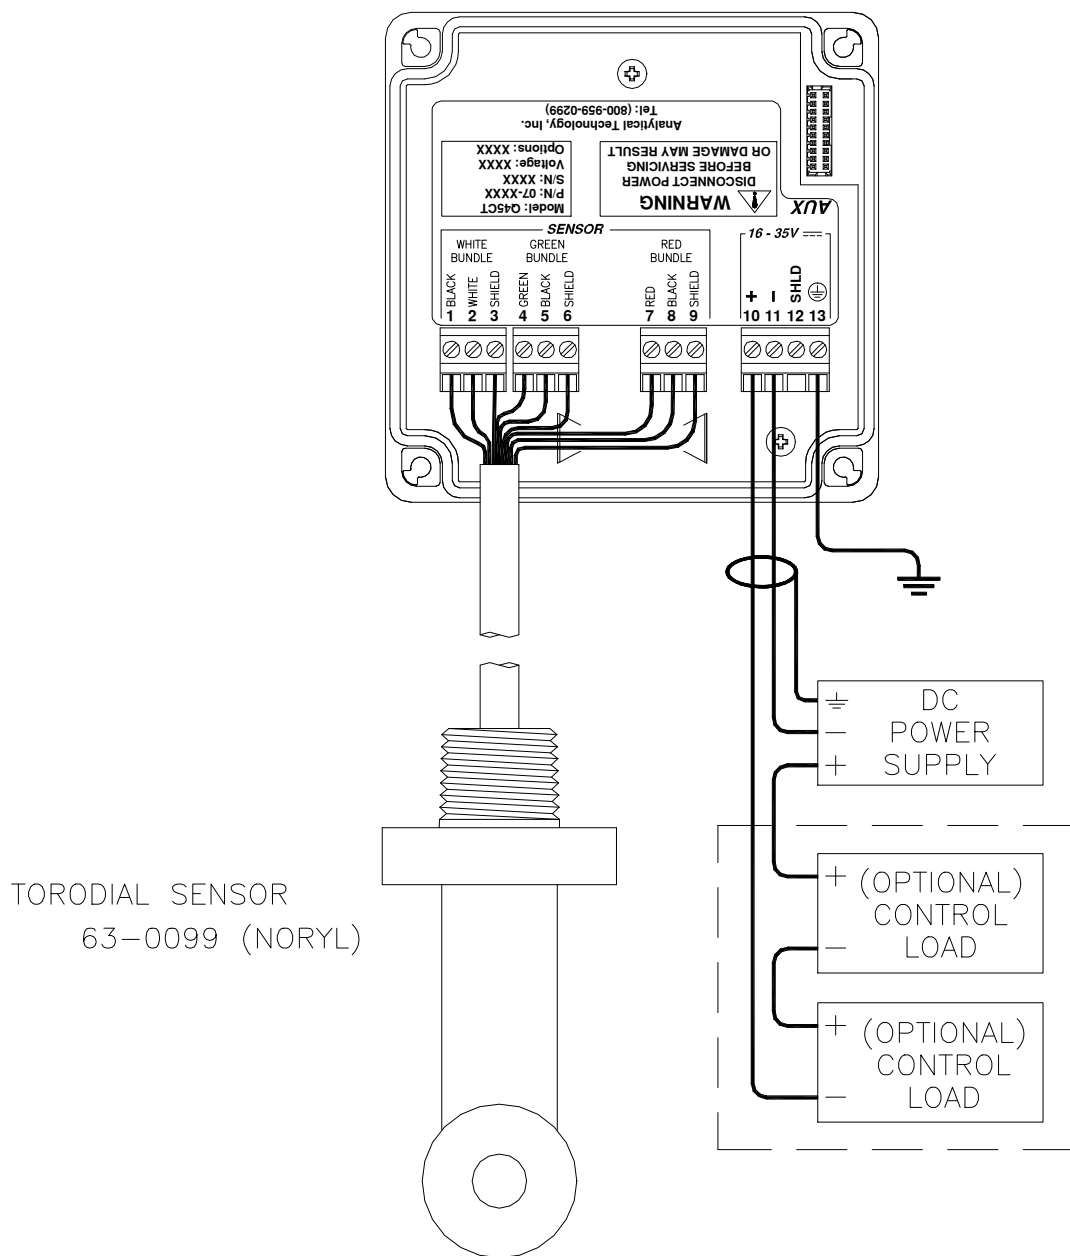 Tel: (800-959-0299)
Analytical Technology, Inc.
Options: XXXX
Voltage: XXXX
S/N: XXXX
P/N: 07-XXXX
Model: Q45CT
OR DAMAGE MAY RESULT
BEFORE SERVICING
DISCONNECT POWER
WARNING
AUX
SENSOR
16 - 35V
WHITE
BUNDLE
GREEN
BUNDLE
RED
BUNDLE
BLACK
WHITE
SHIELD
GREEN
BLACK
SHIELD
RED
BLACK
SHIELD
+
–
SHLD
1 2 3 4 5 6 7 8 9 10 11 12 13
DC
POWER
SUPPLY
–
+
+
(OPTIONAL)
CONTROL
LOAD
–
+
(OPTIONAL)
CONTROL
LOAD
–
TORODIAL SENSOR
63-0099 (NORYL)